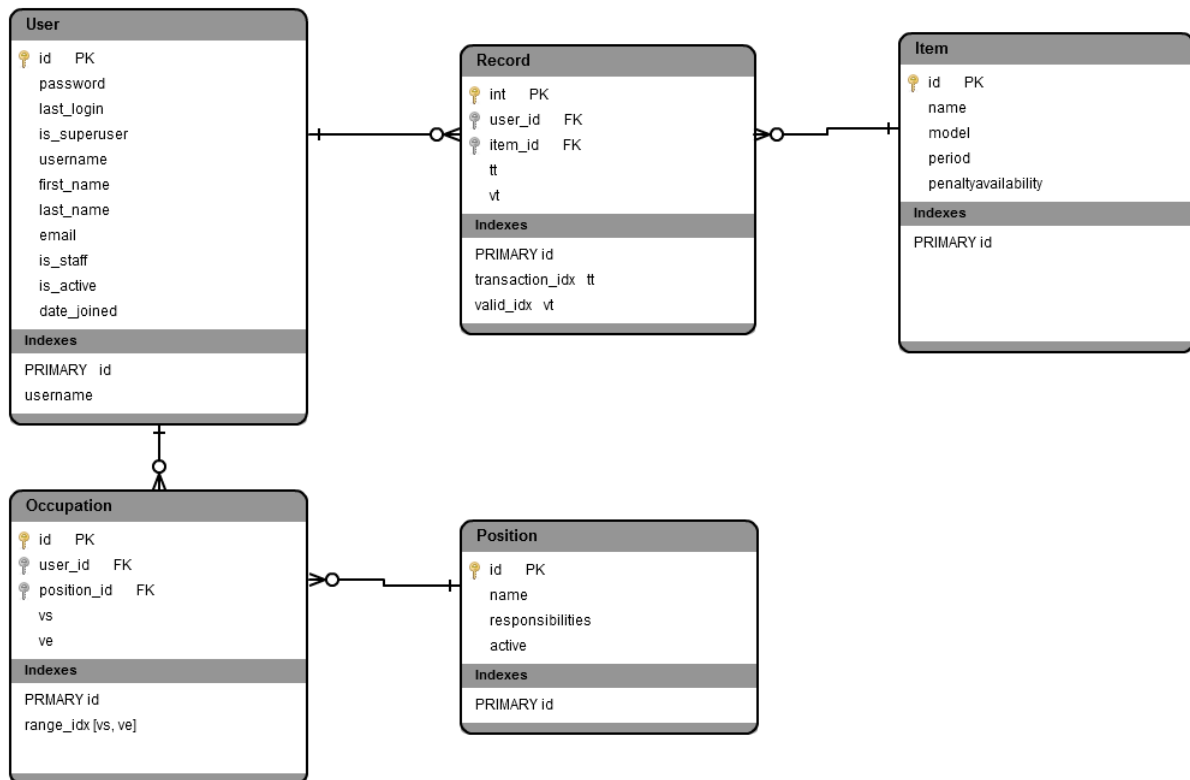 User
id PK
password
last_login
is_superuser
username
first_name
last_name
email
is_staff
is_active
date_joined
Indexes
PRIMARY id
username
Record
int PK
user_id FK
item_id FK
tt
vt
Indexes
PRIMARY id
transaction_idx tt
valid_idx vt
Item
id PK
name
model
period
penaltyavailability
Indexes
PRIMARY id
Occupation
id PK
user_id FK
position_id FK
vs
ve
Indexes
PRMARY id
range_idx [vs, ve]
Position
id PK
name
responsibilities
active
Indexes
PRIMARY id